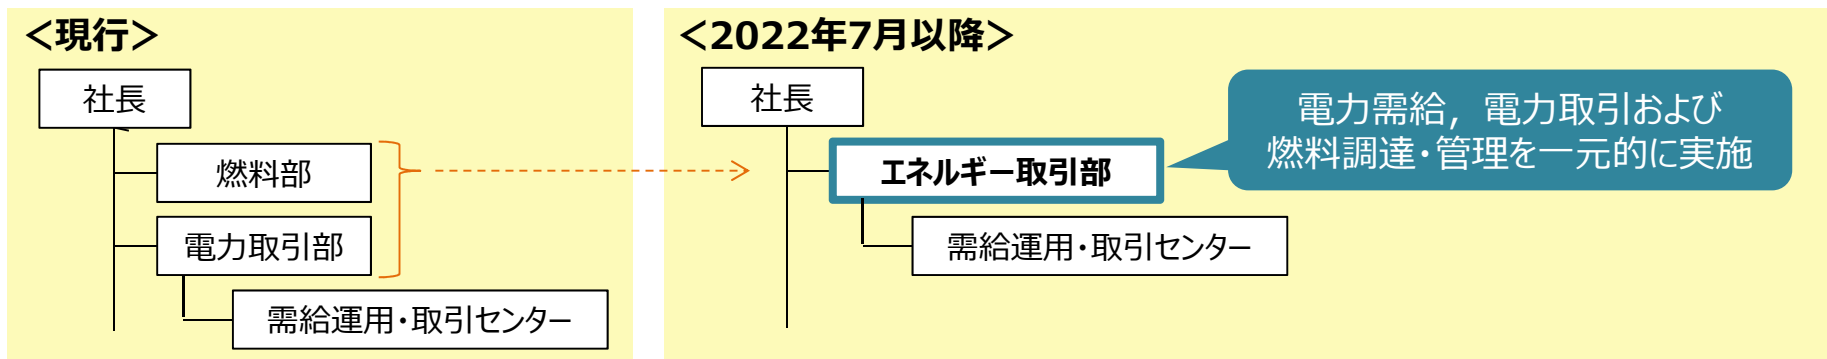 ＜現行＞
社長
燃料部
電力取引部
需給運用・取引センター
＜2022年7月以降＞
社長
エネルギー取引部
需給運用・取引センター
電力需給，電力取引および
燃料調達・管理を一元的に実施